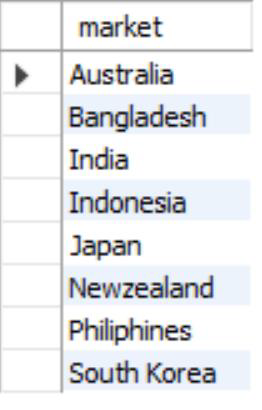 market
Australia
Bangladesh
India
Indonesia
Japan
Newzealand
Philiphines
South Korea